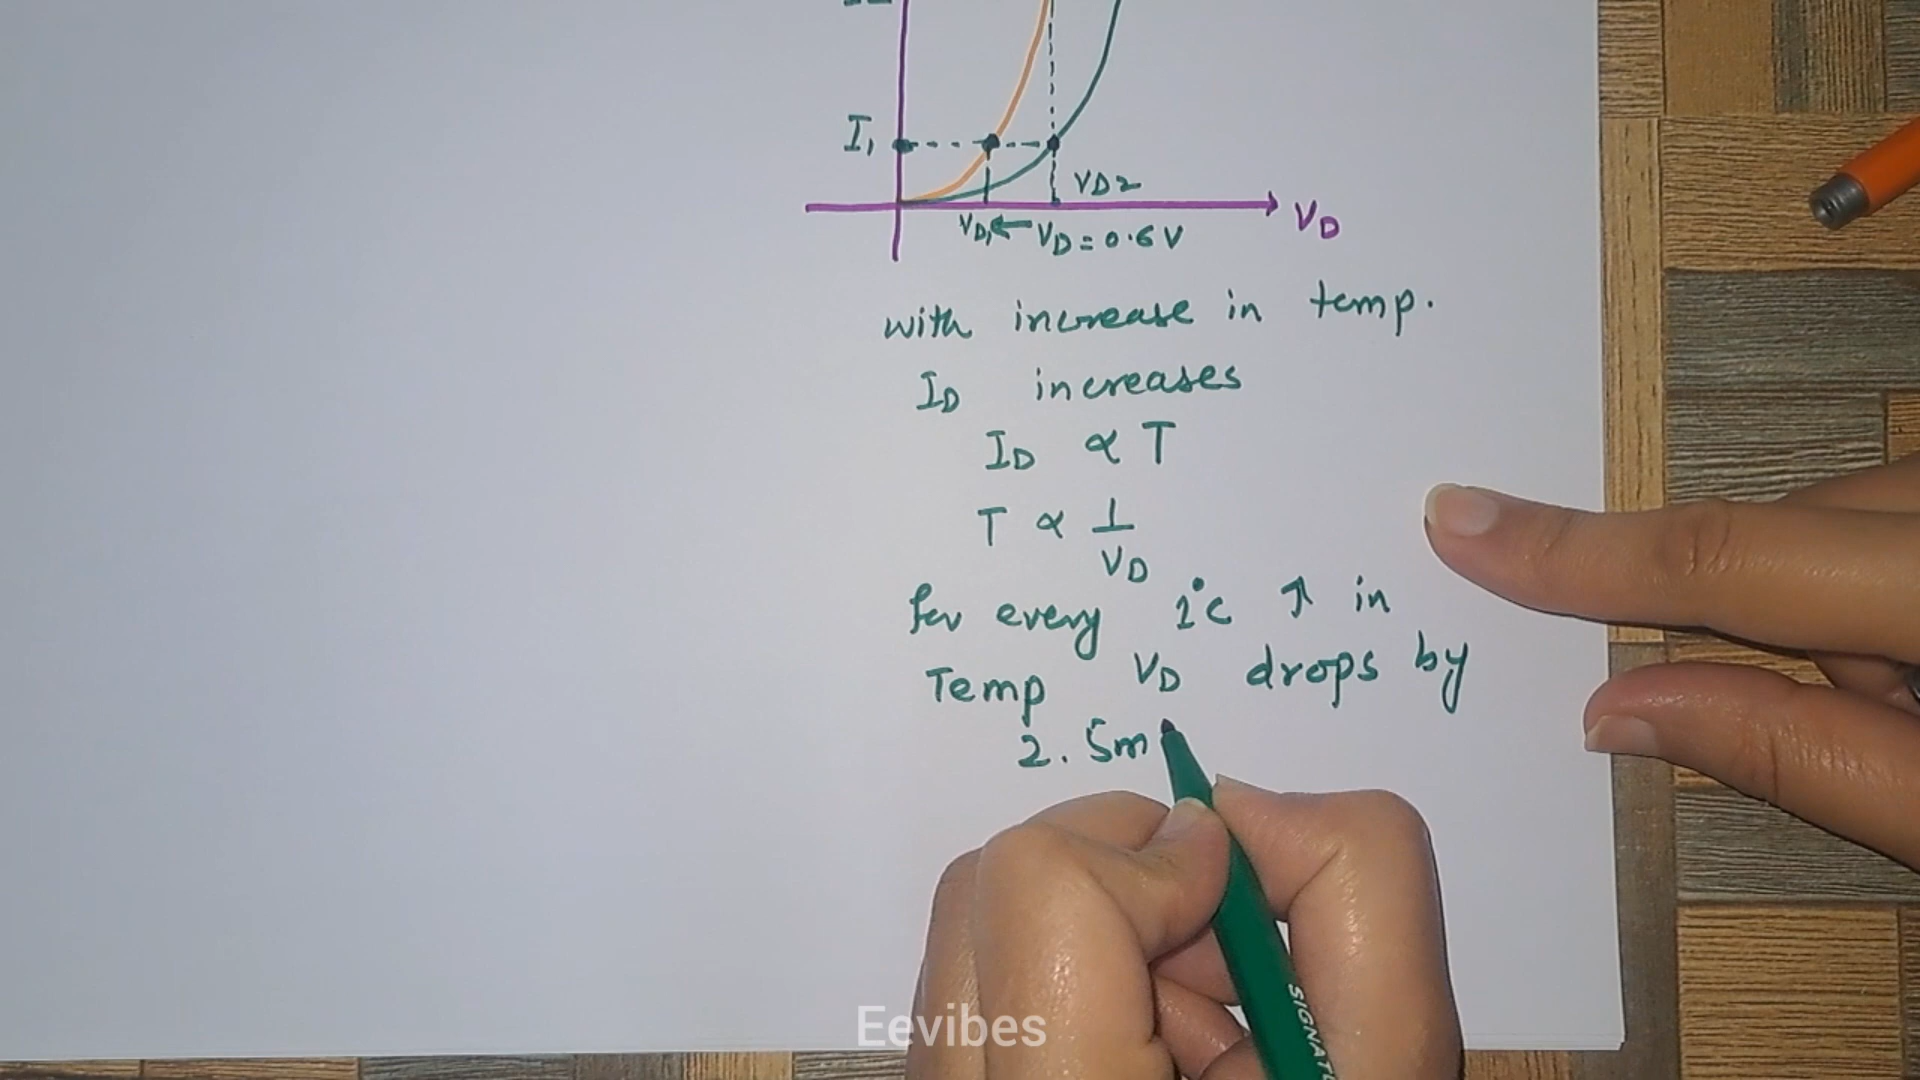 I₁
VD2
VD₁ ← VD = 0.6 V
VD
with increase in temp.
ID increases
ID ∝ T
T ∝ 1/VD
for every 1°c ↑ in
Temp VD drops by
2.5m
SIGNAT
Eevibes